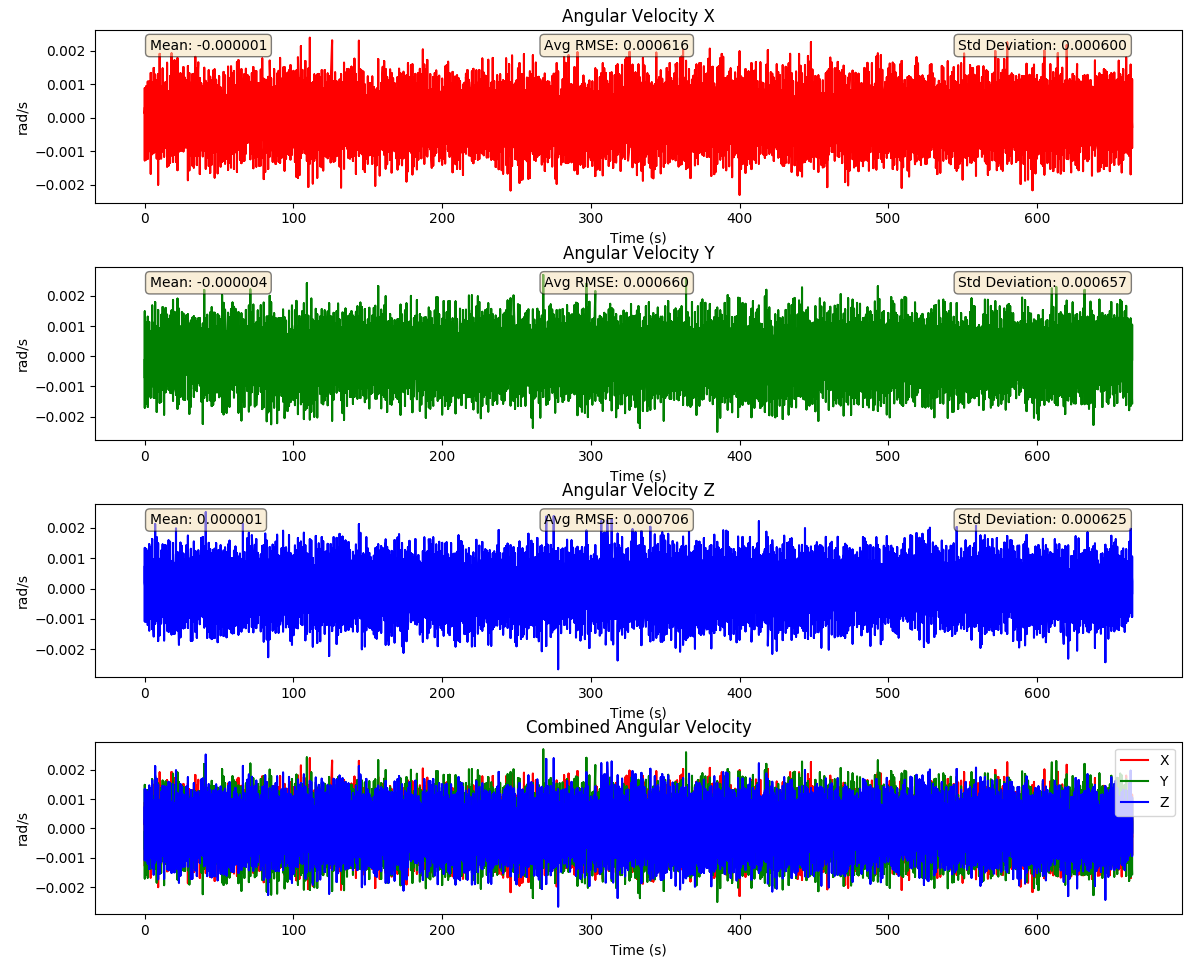 Angular Velocity X
Mean: -0.000001 Avg RMSE: 0.000616 Std Deviation: 0.000600
0.002
0.001
0.000
−0.001
−0.002
rad/s
0 100 200 300 400 500 600
Time (s)
Angular Velocity Y
Mean: -0.000004 Avg RMSE: 0.000660 Std Deviation: 0.000657
0.002
0.001
0.000
−0.001
−0.002
rad/s
0 100 200 300 400 500 600
Time (s)
Angular Velocity Z
Mean: 0.000001 Avg RMSE: 0.000706 Std Deviation: 0.000625
0.002
0.001
0.000
−0.001
−0.002
rad/s
0 100 200 300 400 500 600
Time (s)
Combined Angular Velocity
X
Y
Z
0.002
0.001
0.000
−0.001
−0.002
rad/s
0 100 200 300 400 500 600
Time (s)